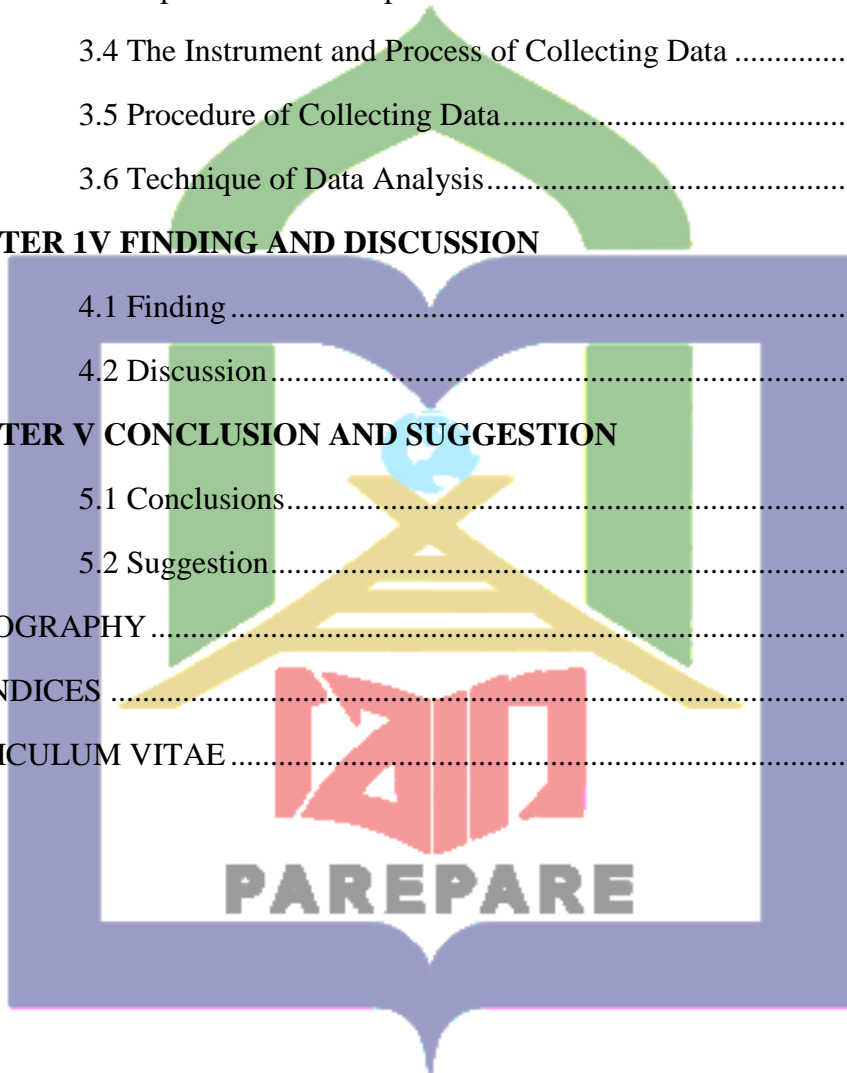 3.4 The Instrument and Process of Collecting Data ..............
3.5 Procedure of Collecting Data...........................................
3.6 Technique of Data Analysis.............................................
TER 1V FINDING AND DISCUSSION
4.1 Finding ..............................................................................
4.2 Discussion.........................................................................
TER V CONCLUSION AND SUGGESTION
5.1 Conclusions.......................................................................
5.2 Suggestion.........................................................................
OGRAPHY ........................................................................................
NDICES .............................................................................................
ICULUM VITAE ..............................................................................
iain
PAREPARE